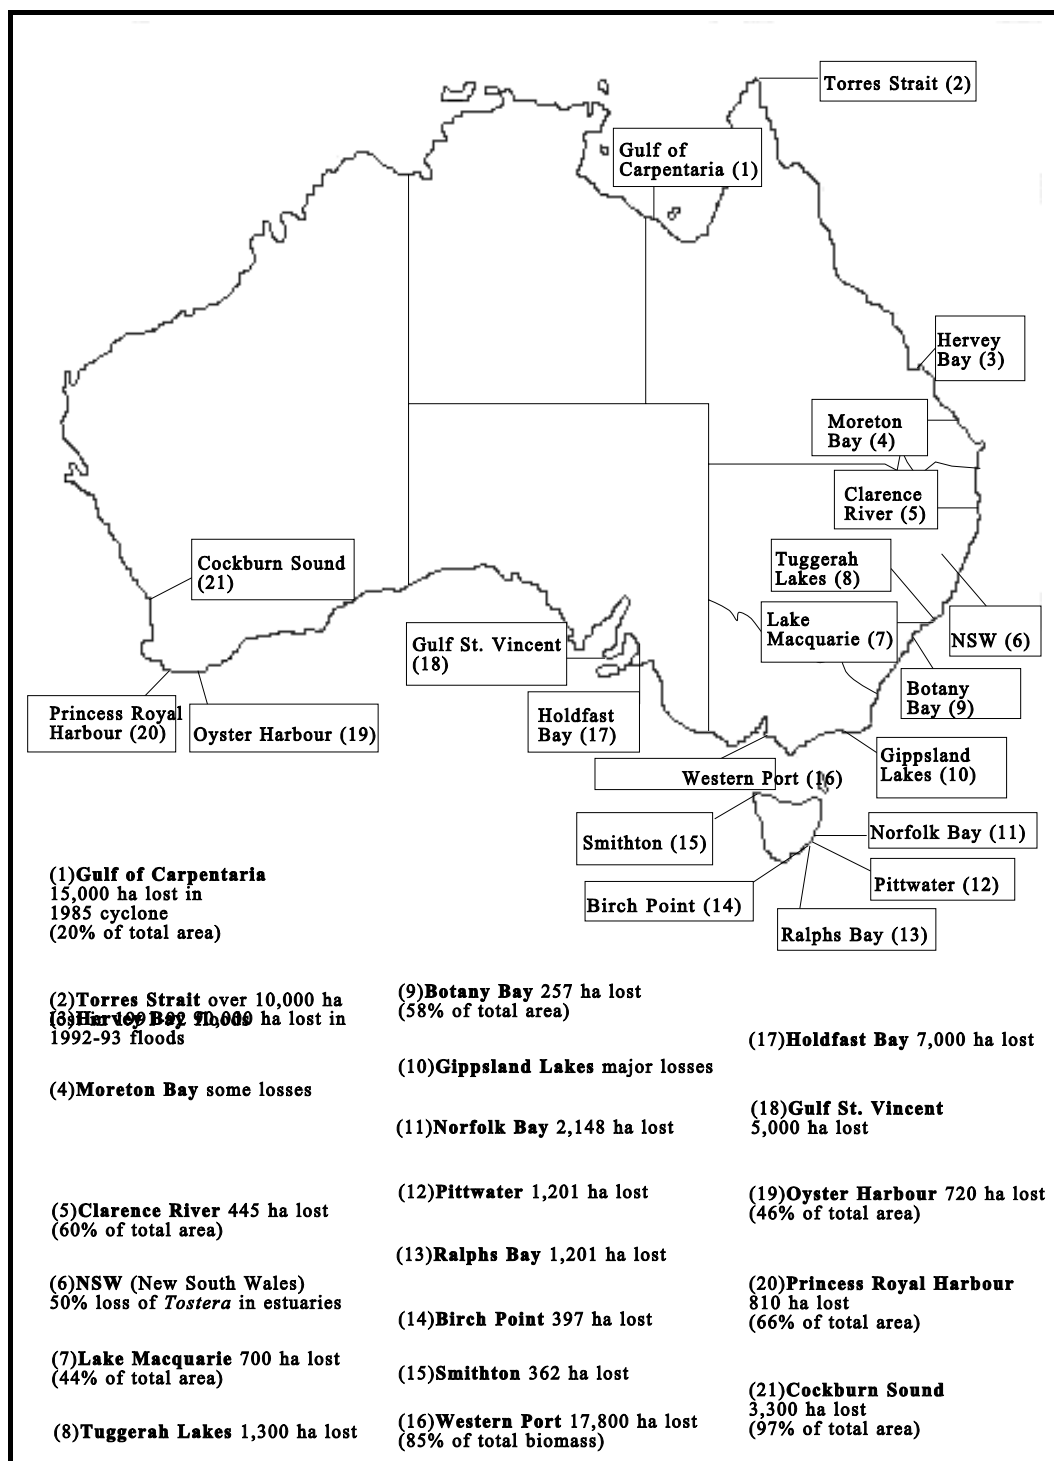 Torres Strait (2)
Gulf of
Carpentaria (1)
Hervey
Bay (3)
Moreton
Bay (4)
Clarence
River (5)
Cockburn Sound
(21)
Tuggerah
Lakes (8)
Lake
Macquarie (7)
NSW (6)
Gulf St. Vincent
(18)
Botany
Bay (9)
Princess Royal
Harbour (20)
Oyster Harbour (19)
Holdfast
Bay (17)
Gippsland
Lakes (10)
Western Port (16)
Smithton (15)
Norfolk Bay (11)
Pittwater (12)
Birch Point (14)
Ralphs Bay (13)
(1)Gulf of Carpentaria
15,000 ha lost in
1985 cyclone
(20% of total area)
(2)Torres Strait over 10,000 ha
lost in 1991-92 floods
(3)Hervey Bay ha lost in
1992-93 floods
(4)Moreton Bay some losses
(5)Clarence River 445 ha lost
(60% of total area)
(6)NSW (New South Wales)
50% loss of Tostera in estuaries
(7)Lake Macquarie 700 ha lost
(44% of total area)
(8)Tuggerah Lakes 1,300 ha lost
(9)Botany Bay 257 ha lost
(58% of total area)
(10)Gippsland Lakes major losses
(11)Norfolk Bay 2,148 ha lost
(12)Pittwater 1,201 ha lost
(13)Ralphs Bay 1,201 ha lost
(14)Birch Point 397 ha lost
(15)Smithton 362 ha lost
(16)Western Port 17,800 ha lost
(85% of total biomass)
(17)Holdfast Bay 7,000 ha lost
(18)Gulf St. Vincent
5,000 ha lost
(19)Oyster Harbour 720 ha lost
(46% of total area)
(20)Princess Royal Harbour
810 ha lost
(66% of total area)
(21)Cockburn Sound
3,300 ha lost
(97% of total area)